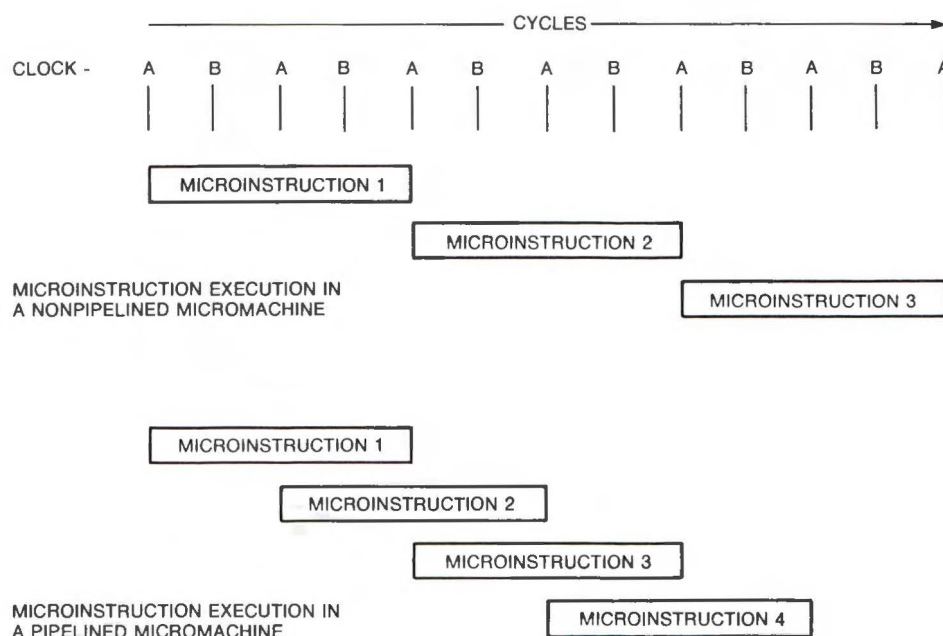 CYCLES
CLOCK - A B A B A B A B A B A B A
MICROINSTRUCTION 1
MICROINSTRUCTION 2
MICROINSTRUCTION EXECUTION IN
A NONPIPELINED MICROMACHINE
MICROINSTRUCTION 3
MICROINSTRUCTION 1
MICROINSTRUCTION 2
MICROINSTRUCTION 3
MICROINSTRUCTION EXECUTION IN
A PIPELINED MICROMACHINE
MICROINSTRUCTION 4